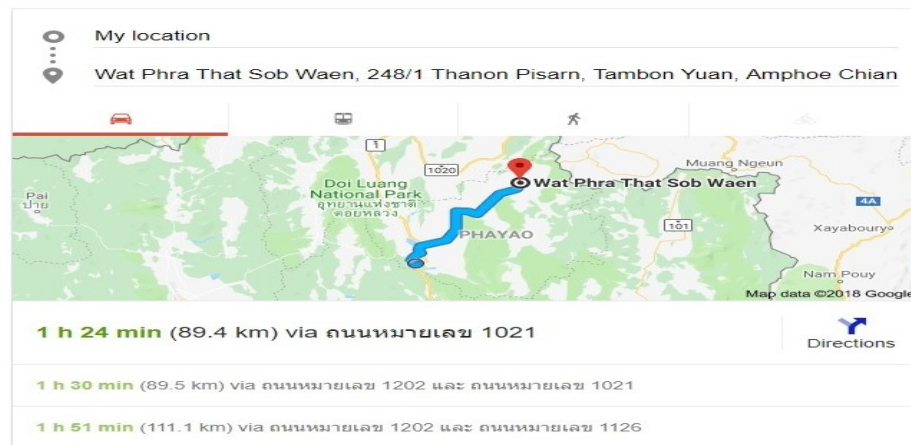 My location
Wat Phra That Sob Waen, 248/1 Thanon Pisarn, Tambon Yuan, Amphoe Chian
1
1020
Muang Ngeun
Wat Phra That Sob Waen
Doi Luang
National Park
อุทยานแห่งชาติ
ดอยหลวง
Pai
ปาย
4A
101
PHAYAO
Xayaboury
Nam Pouy
Map data ©2018 Google
1 h 24 min (89.4 km) via ถนนหมายเลข 1021
Directions
1 h 30 min (89.5 km) via ถนนหมายเลข 1202 และ ถนนหมายเลข 1021
1 h 51 min (111.1 km) via ถนนหมายเลข 1202 และ ถนนหมายเลข 1126